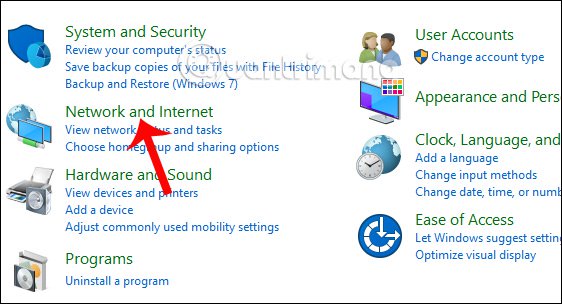 System and Security
Review your computer's status
Save backup copies of your files with File History
Backup and Restore (Windows 7)
Network and Internet
View network status and tasks
Choose homegroup and sharing options
Hardware and Sound
View devices and printers
Add a device
Adjust commonly used mobility settings
Programs
Uninstall a program
User Accounts
Change account type
Appearance and Pers
Clock, Language, and
Add a language
Change input methods
Change date, time, or numb
Ease of Access
Let Windows suggest setting
Optimize visual display